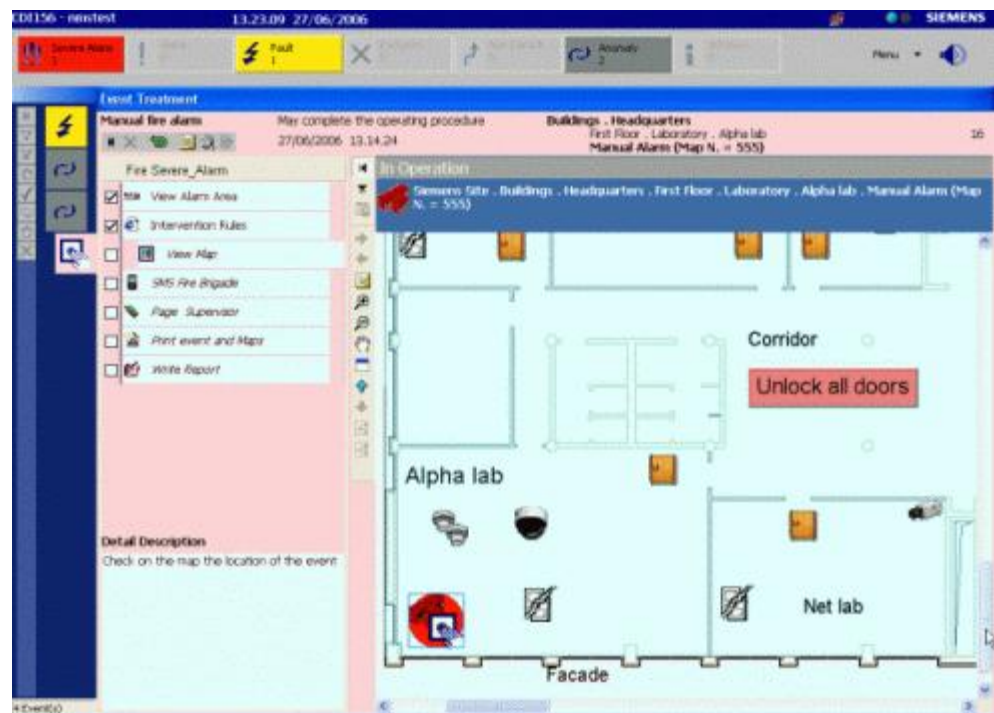 CDI156 - nmstest 13.23.09 27/06/2006 SIEMENS
Severe Alarm
1
Fault
1
Anomaly
2
Menu
Event Treatment
Manual fire alarm May complete the operating procedure Buildings . Headquarters
First Floor . Laboratory . Alpha lab 16
27/06/2006 13.14.24
Manual Alarm (Map N. = 555)
Fire Severe_Alarm
In Operation
Siemens Site . Buildings . Headquarters . First Floor . Laboratory . Alpha lab . Manual Alarm (Map
N. = 555)
View Alarm Area
Intervention Rules
View Map
SMS Fire Brigade
Page Supervisor
Print event and Maps
Write Report
Corridor
Unlock all doors
Alpha lab
Detail Description
Check on the map the location of the event
Net lab
Facade
4 Event(s)